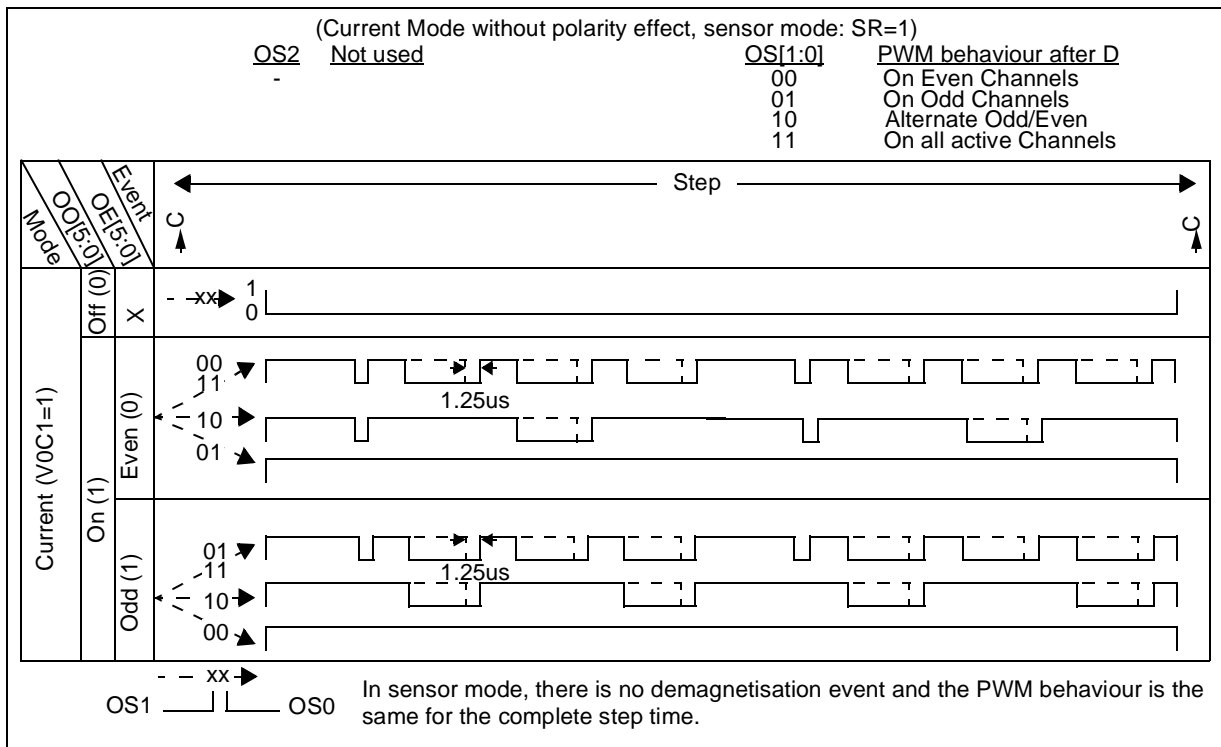 (Current Mode without polarity effect, sensor mode: SR=1)
OS2 Not used OS[1:0] PWM behaviour after D
- 00 On Even Channels
01 On Odd Channels
10 Alternate Odd/Even
11 On all active Channels
Mode OO[5:0] OE[5:0] Event
Step
C C
Current (V0C1=1)
Off (0) X xx 1
0
On (1)
Even (0)
00
11
1.25us
10
01
Odd (1)
01
11
1.25us
10
00
xx
OS1 OS0
In sensor mode, there is no demagnetisation event and the PWM behaviour is the
same for the complete step time.